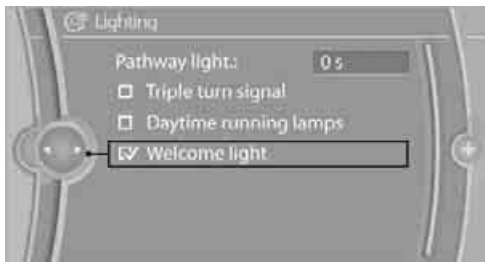 Lighting
Pathway light.: 0 s
Triple turn signal
Daytime running lamps
Welcome light